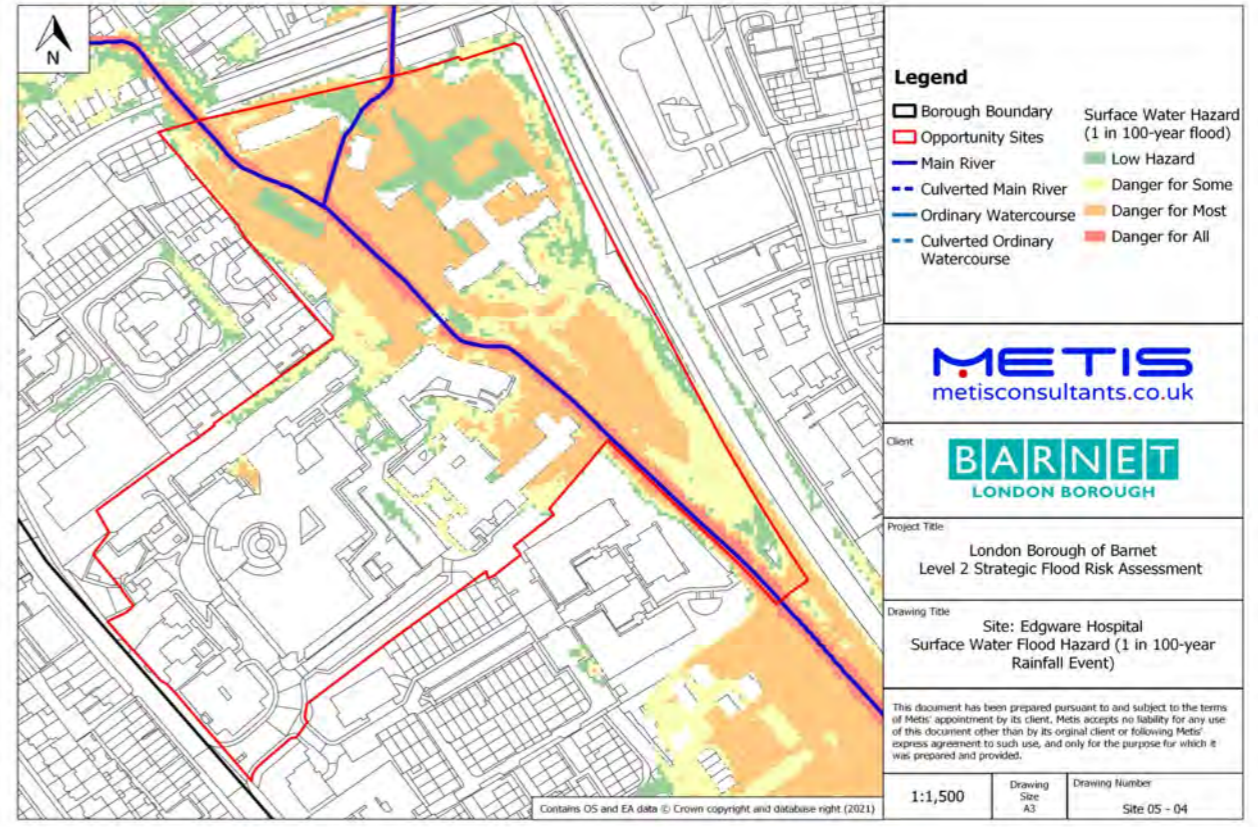 N
Legend
Borough Boundary
Opportunity Sites
Main River
Culverted Main River
Ordinary Watercourse
Culverted Ordinary
Watercourse
Surface Water Hazard
(1 in 100-year flood)
Low Hazard
Danger for Some
Danger for Most
Danger for All
METIS
metisconsultants.co.uk
Client
BARNET
LONDON BOROUGH
Project Title
London Borough of Barnet
Level 2 Strategic Flood Risk Assessment
Drawing Title
Site: Edgware Hospital
Surface Water Flood Hazard (1 in 100-year
Rainfall Event)
This document has been prepared pursuant to and subject to the terms
of Metis' appointment by its client. Metis accepts no liability for any use
of this document other than by its orginal client or following Metis'
express agreement to such use, and only for the purpose for which it
was prepared and provided.
1:1,500
Drawing
Size
A3
Drawing Number
Site 05 - 04
Contains OS and EA data © Crown copyright and database right (2021)